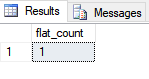 Results Messages
flat_count
1 1